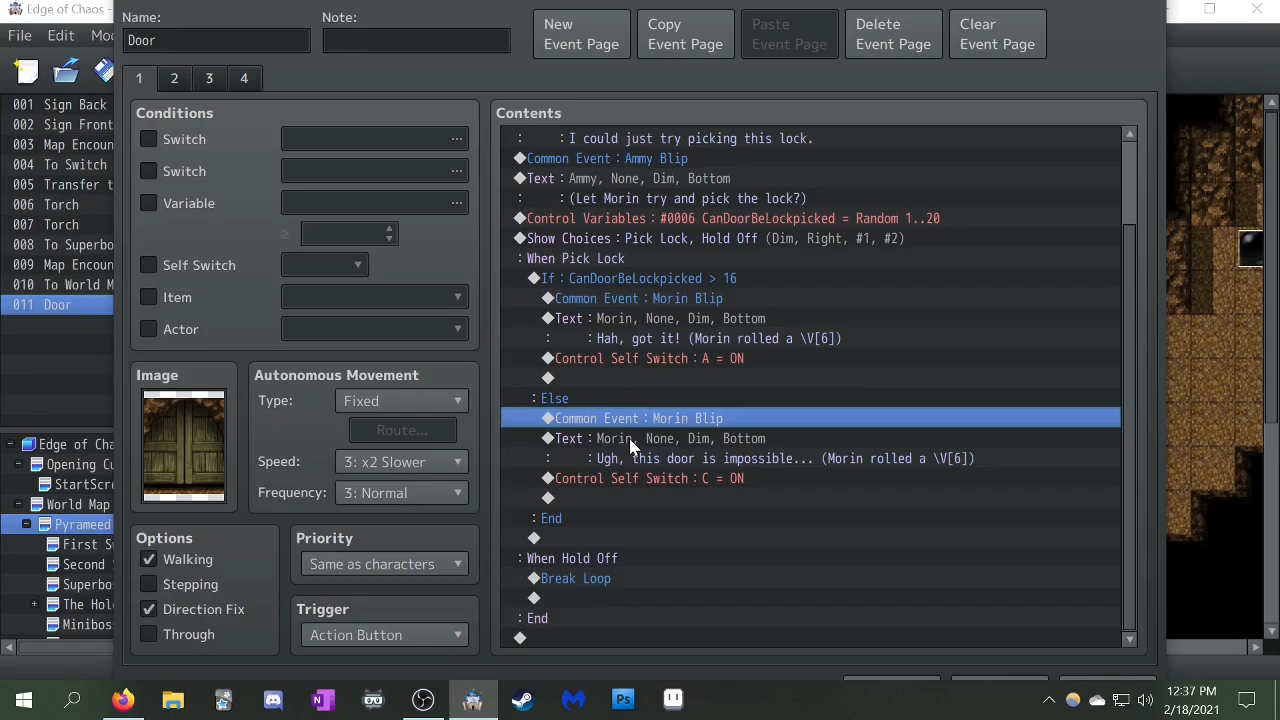 Edge of Chaos
File Edit Mod
Name:
Note:
Door
New Event Page
Copy Event Page
Paste Event Page
Delete Event Page
Clear Event Page
1 2 3 4
001 Sign Back
002 Sign Front
003 Map Encount
004 To Switch
005 Transfer t
006 Torch
007 Torch
008 To Superbo
009 Map Encoun
010 To World M
011 Door
Edge of Chaos
Opening Cu
StartScre
World Map
Pyrameed
First Sw
Second
Superbos
The Hol
Miniboss
Conditions
Switch ...
Switch ...
Variable ...
≥
Self Switch
Item
Actor
Image
Autonomous Movement
Type: Fixed
Route...
Speed: 3: x2 Slower
Frequency: 3: Normal
Options
Walking
Stepping
Direction Fix
Through
Priority
Same as characters
Trigger
Action Button
Contents
: :I could just try picking this lock.
◆Common Event：Ammy Blip
◆Text：Ammy, None, Dim, Bottom
: :(Let Morin try and pick the lock?)
◆Control Variables：#0006 CanDoorBeLockpicked = Random 1..20
◆Show Choices：Pick Lock, Hold Off (Dim, Right, #1, #2)
：When Pick Lock
◆If：CanDoorBeLockpicked > 16
◆Common Event：Morin Blip
◆Text：Morin, None, Dim, Bottom
: :Hah, got it! (Morin rolled a \V[6])
◆Control Self Switch：A = ON
◆
：Else
◆Common Event：Morin Blip
◆Text：Morin, None, Dim, Bottom
: :Ugh, this door is impossible... (Morin rolled a \V[6])
◆Control Self Switch：C = ON
◆
：End
◆
：When Hold Off
◆Break Loop
◆
：End
◆
12:37 PM
2/18/2021